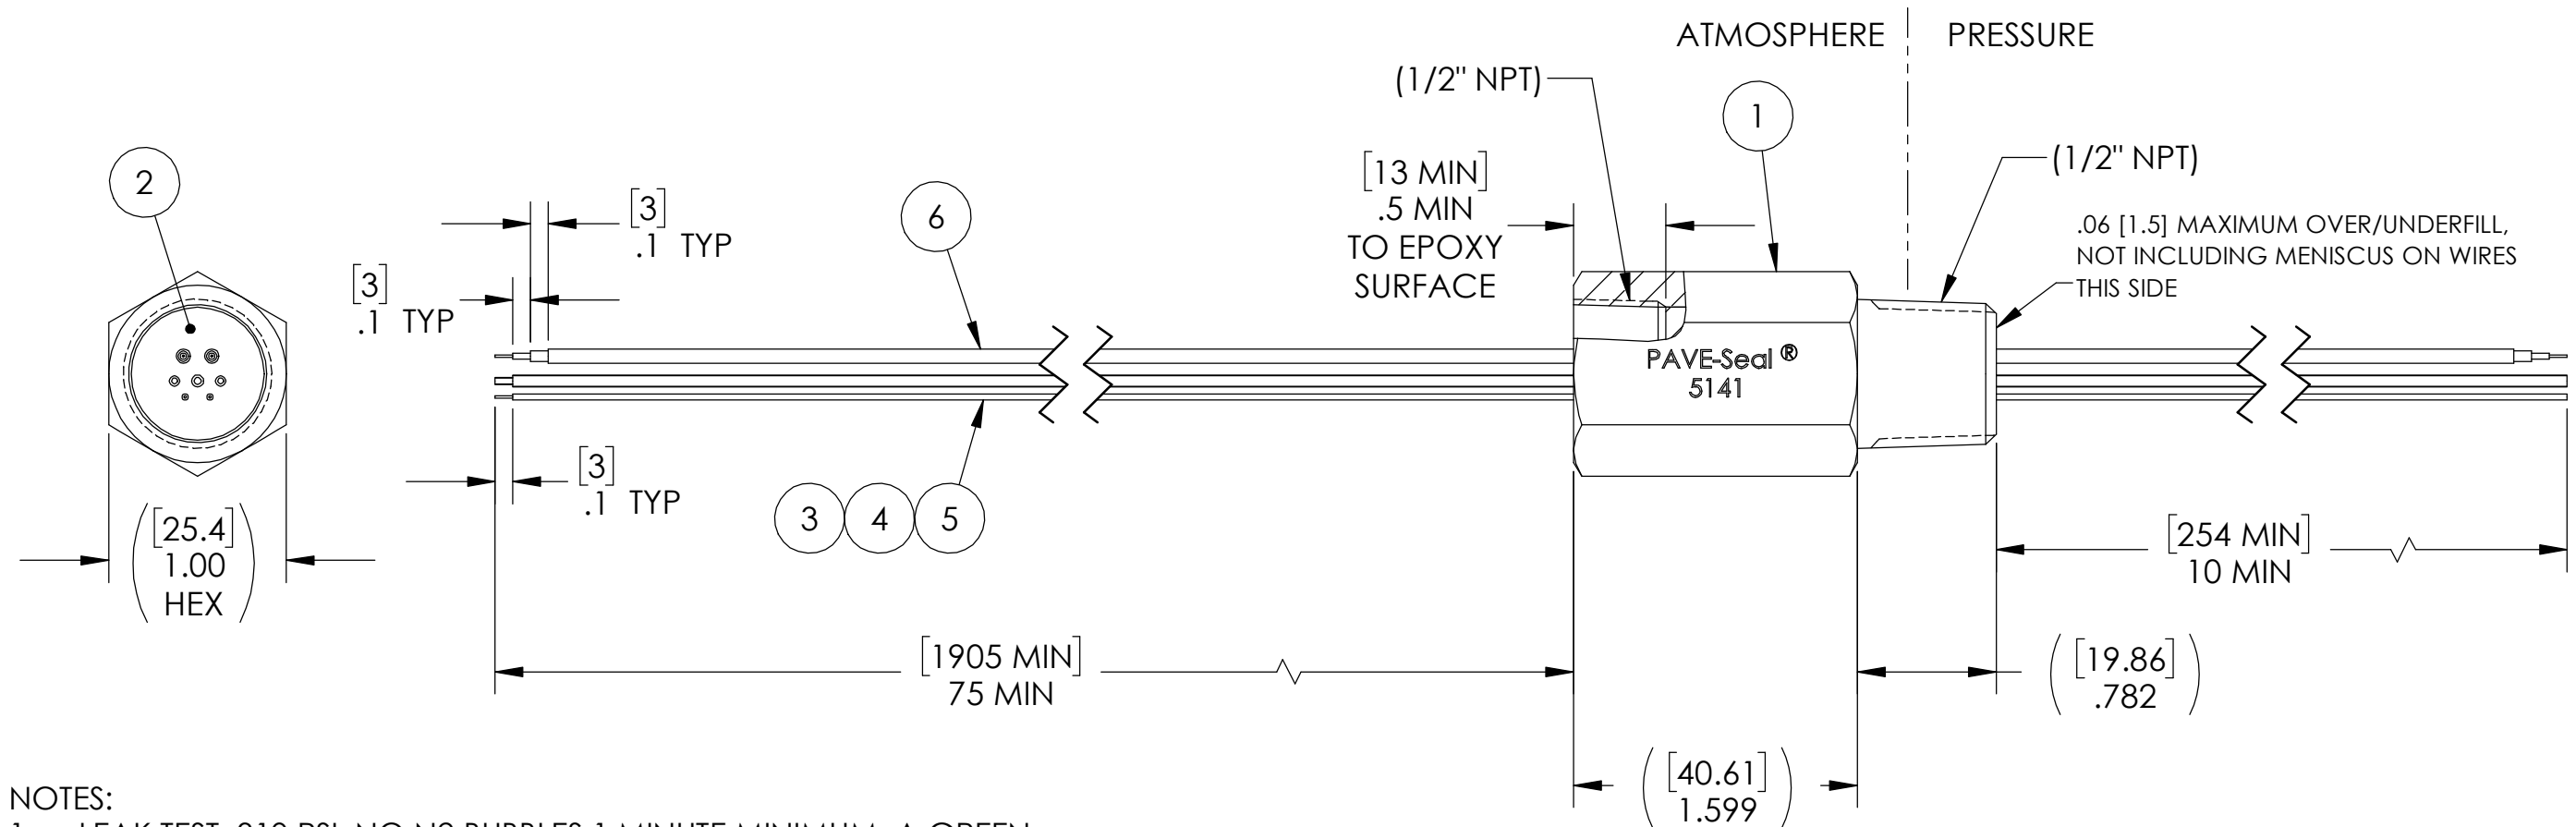 ATMOSPHERE
PRESSURE
(1/2" NPT)
1
(1/2" NPT)
2
[3]
.1 TYP
6
[13 MIN]
.5 MIN
TO EPOXY
SURFACE
.06 [1.5] MAXIMUM OVER/UNDERFILL,
NOT INCLUDING MENISCUS ON WIRES
THIS SIDE
[3]
.1 TYP
PAVE-Seal ®
5141
[3]
.1 TYP
3 4 5
([25.4]
1.00
HEX)
[254 MIN]
10 MIN
[1905 MIN]
75 MIN
([19.86]
.782)
([40.61]
1.599)
NOTES: